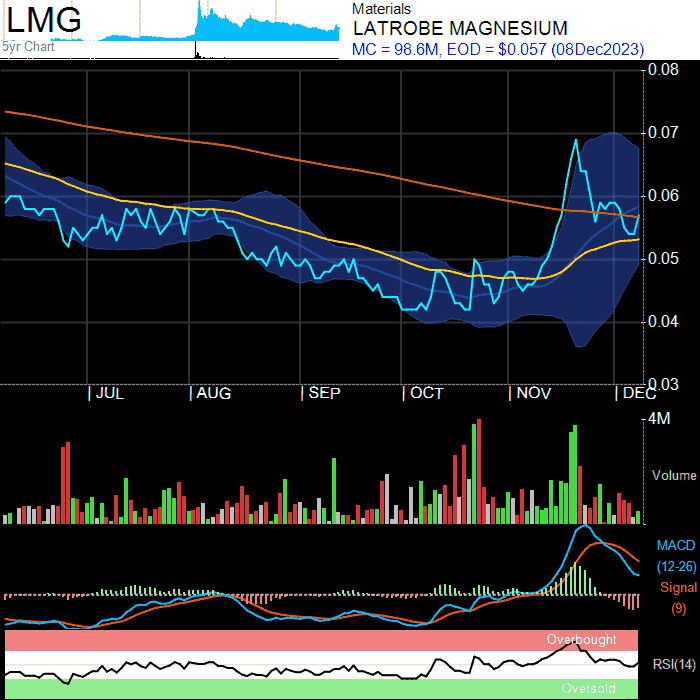 LMG
5yr Chart
Materials
LATROBE MAGNESIUM
MC = 98.6M, EOD = $0.057 (08Dec2023)
0.08
0.07
0.06
0.05
0.04
0.03
JUL
AUG
SEP
OCT
NOV
DEC
4M
Volume
MACD
(12-26)
Signal
(9)
Overbought
RSI(14)
Oversold